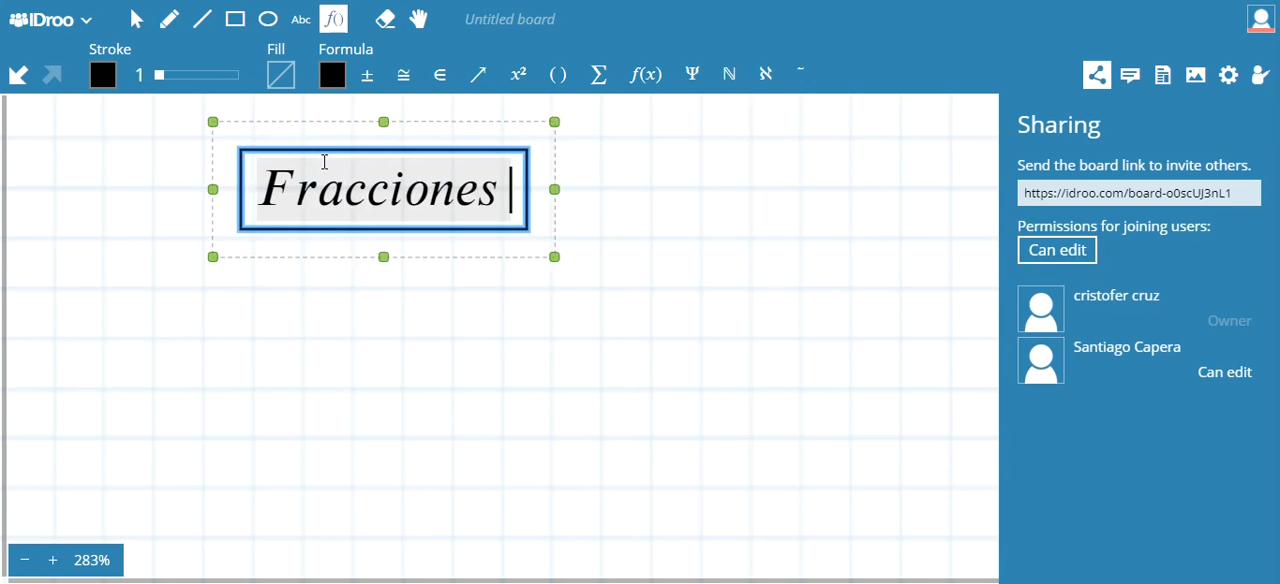 IDroo
Abc
f()
Untitled board
Stroke
Fill
Formula
1
± ≅ ∈ x² ( ) ∑ f(x) Ψ ℕ ℵ ~
Fracciones
Sharing
Send the board link to invite others.
https://idroo.com/board-o0scUJ3nL1
Permissions for joining users:
Can edit
cristofer cruz
Owner
Santiago Capera
Can edit
− + 283%